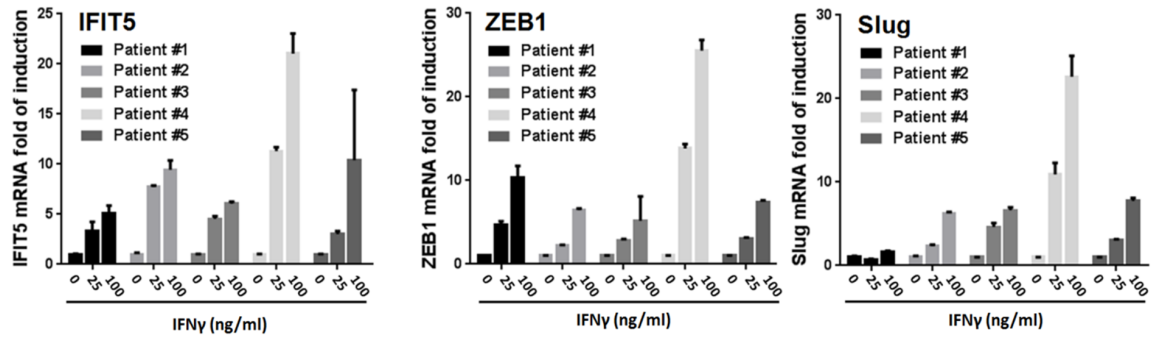 IFIT5
Patient #1
Patient #2
Patient #3
Patient #4
Patient #5
IFIT5 mRNA fold of induction
25
20
15
10
5
0
0 25 100 0 25 100 0 25 100 0 25 100 0 25 100
IFNγ (ng/ml)
ZEB1
Patient #1
Patient #2
Patient #3
Patient #4
Patient #5
ZEB1 mRNA fold of induction
30
20
10
0
0 25 100 0 25 100 0 25 100 0 25 100 0 25 100
IFNγ (ng/ml)
Slug
Patient #1
Patient #2
Patient #3
Patient #4
Patient #5
Slug mRNA fold of induction
30
20
10
0
0 25 100 0 25 100 0 25 100 0 25 100 0 25 100
IFNγ (ng/ml)